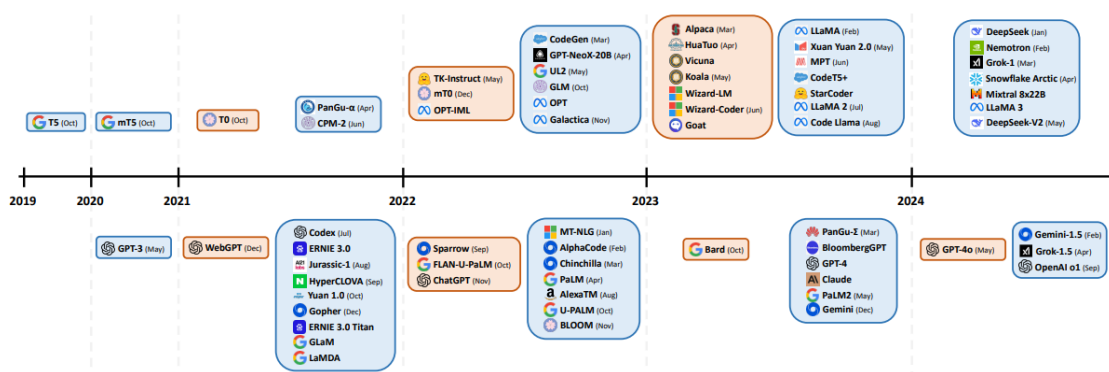 T5 (Oct)
mT5 (Oct)
T0 (Oct)
PanGu-α (Apr)
CPM-2 (Jun)
TK-Instruct (May)
mT0 (Dec)
OPT-IML
CodeGen (Mar)
GPT-NeoX-20B (Apr)
UL2 (May)
GLM (Oct)
OPT
Galactica (Nov)
Alpaca (Mar)
HuaTuo (Apr)
Vicuna
Koala (May)
Wizard-LM
Wizard-Coder (Jun)
Goat
LLaMA (Feb)
Xuan Yuan 2.0 (May)
MPT (Jun)
CodeT5+
StarCoder
LLaMA 2 (Jul)
Code Llama (Aug)
DeepSeek (Jan)
Nemotron (Feb)
Grok-1 (Mar)
Snowflake Arctic (Apr)
Mixtral 8x22B
LLaMA 3
DeepSeek-V2 (May)
2019 2020 2021 2022 2023 2024
GPT-3 (May)
WebGPT (Dec)
Codex (Jul)
ERNIE 3.0
AI21 Jurassic-1 (Aug)
HyperCLOVA (Sep)
Yuan 1.0 (Oct)
Gopher (Dec)
ERNIE 3.0 Titan
GLaM
LaMDA
Sparrow (Sep)
FLAN-U-PaLM (Oct)
ChatGPT (Nov)
MT-NLG (Jan)
AlphaCode (Feb)
Chinchilla (Mar)
PaLM (Apr)
AlexaTM (Aug)
U-PALM (Oct)
BLOOM (Nov)
Bard (Oct)
PanGu-Σ (Mar)
BloombergGPT
GPT-4
Claude
PaLM2 (May)
Gemini (Dec)
GPT-4o (May)
Gemini-1.5 (Feb)
Grok-1.5 (Apr)
OpenAI o1 (Sep)